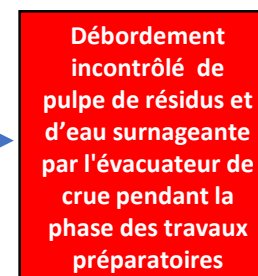 Débordement
incontrôlé de
pulpe de résidus et
d’eau surnageante
par l'évacuateur de
crue pendant la
phase des travaux
préparatoires